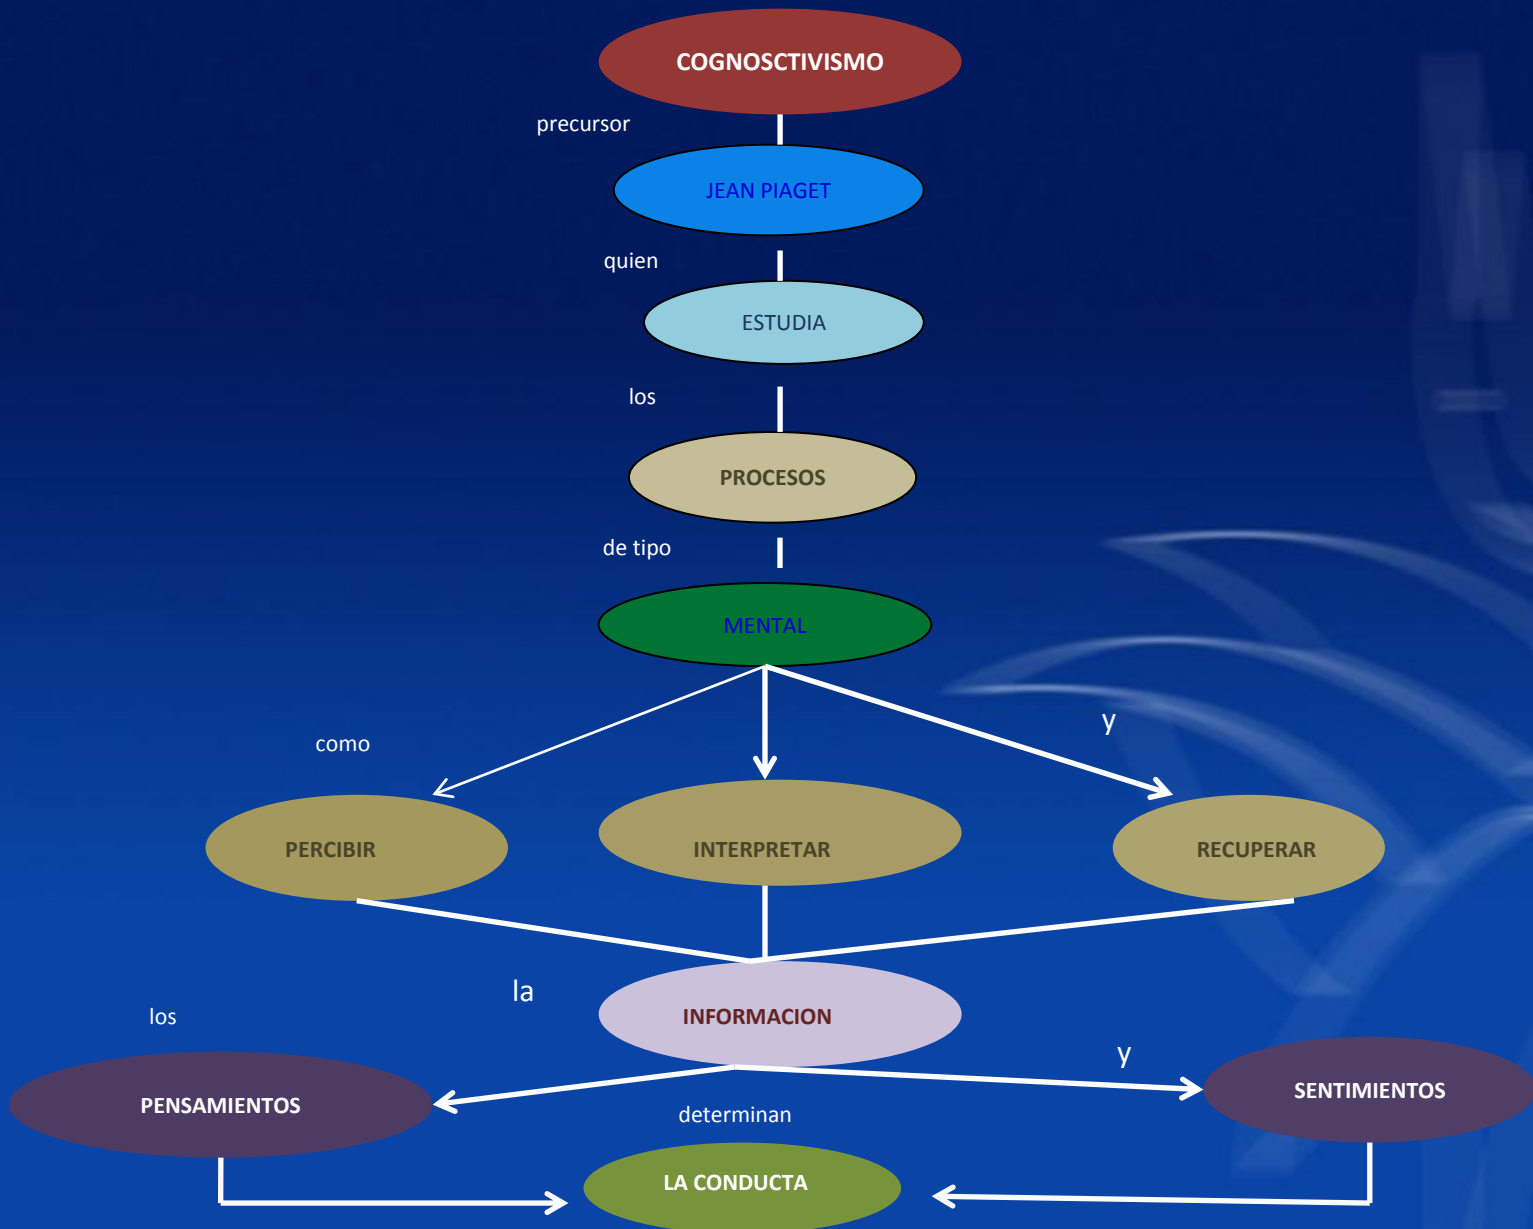 COGNOSCTIVISMO
precursor
JEAN PIAGET
quien
ESTUDIA
los
PROCESOS
de tipo
MENTAL
como
y
PERCIBIR
INTERPRETAR
RECUPERAR
la
INFORMACION
los
y
PENSAMIENTOS
SENTIMIENTOS
determinan
LA CONDUCTA